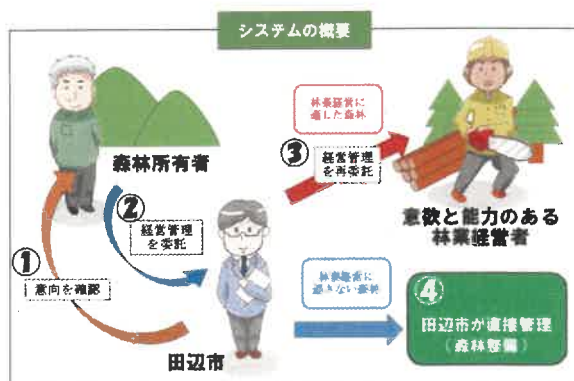 システムの概要
森林所有者
①
意向を確認
②
経営管理
を委託
田辺市
林業経営に
適した森林
③
経営管理
を再委託
意欲と能力のある
林業経営者
林業経営に
適さない森林
④
田辺市が直接管理
(森林整備)